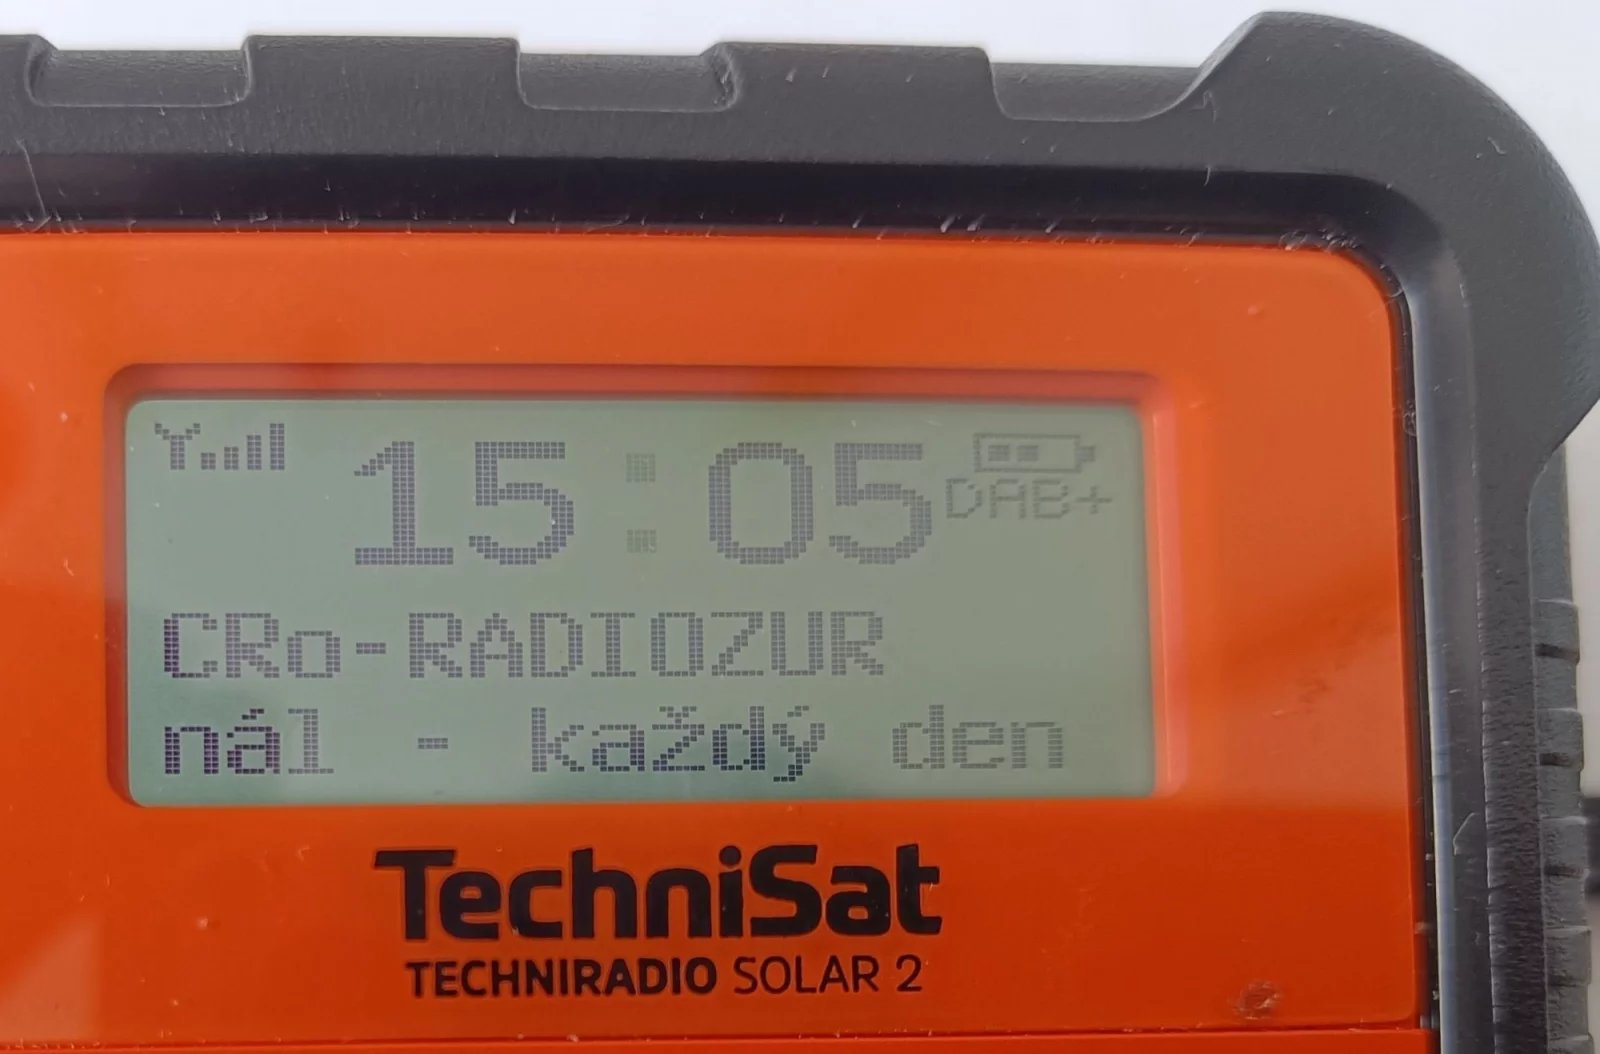 15:05
DAB+
CRo-RADIOZUR
nál - každý den
TechniSat
TECHNIRADIO SOLAR 2